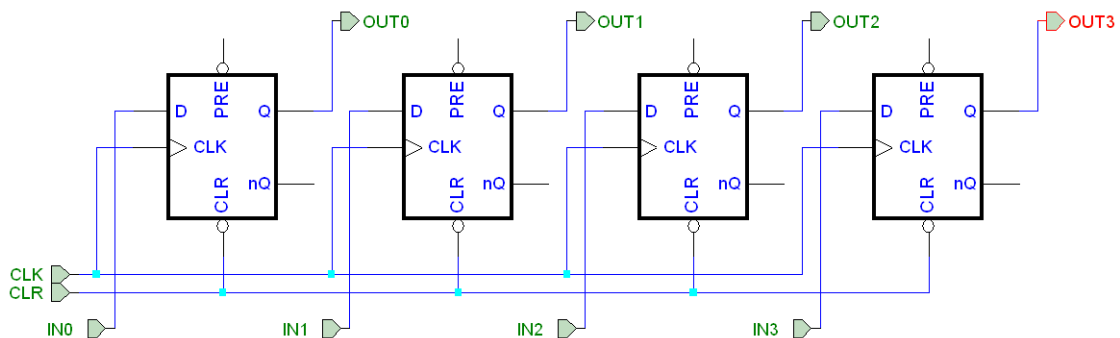 OUT0 OUT1 OUT2 OUT3
PRE PRE PRE PRE
D Q D Q D Q D Q
CLK CLK CLK CLK
CLR nQ CLR nQ CLR nQ CLR nQ
CLK
CLR
IN0 IN1 IN2 IN3